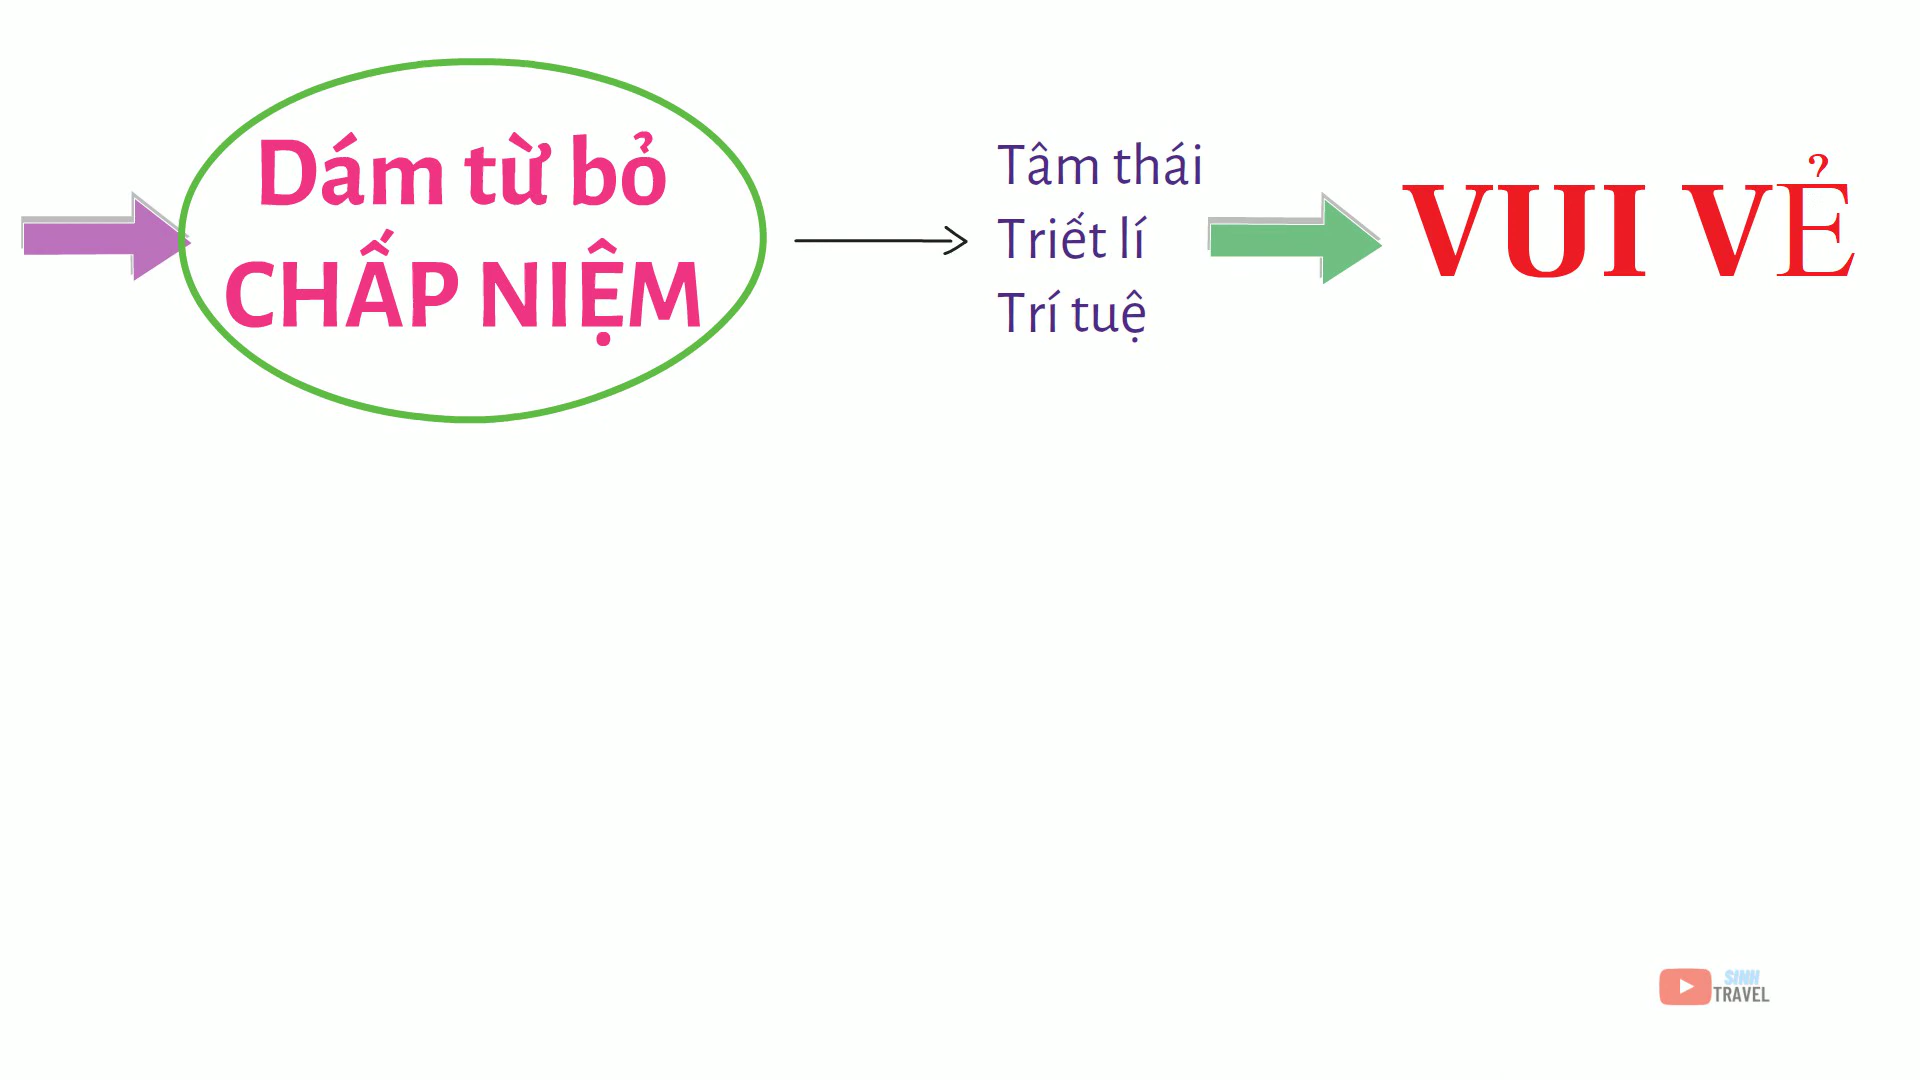 Dám từ bỏ
CHẤP NIỆM
Tâm thái
Triết lí
Trí tuệ
VUI VẺ
SINH
TRAVEL